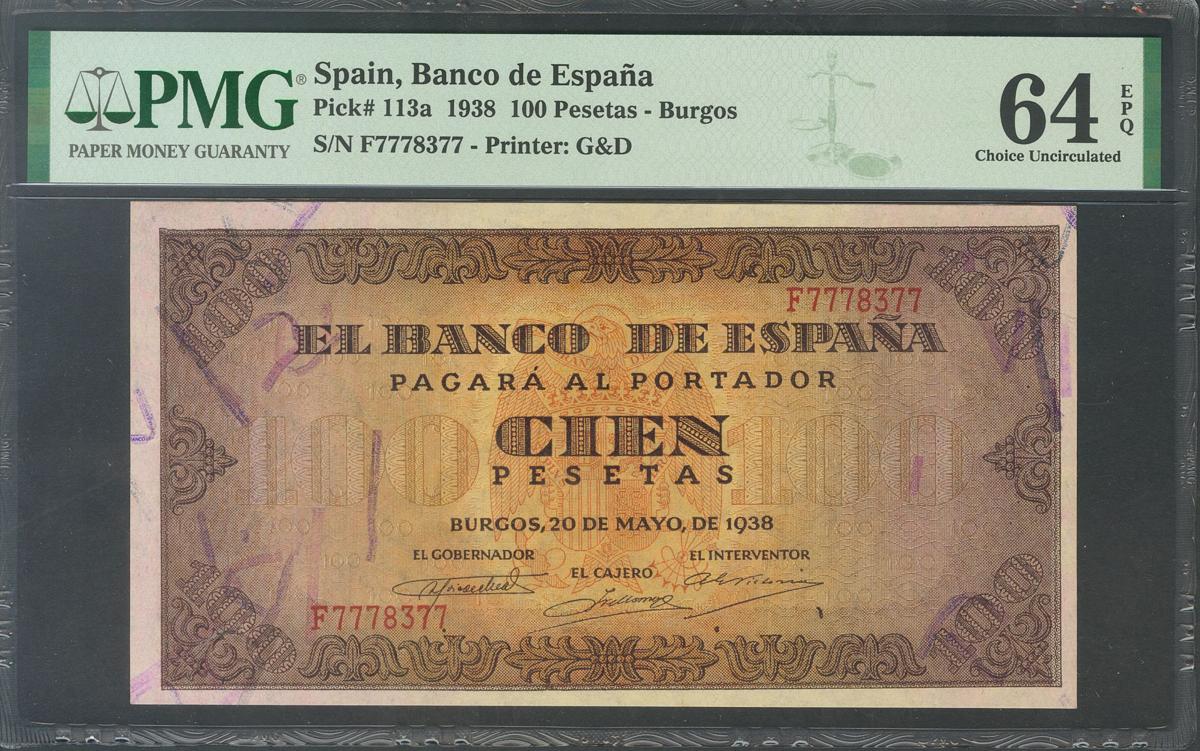 PMG®
PAPER MONEY GUARANTY
Spain, Banco de España
Pick# 113a 1938 100 Pesetas - Burgos
S/N F7778377 - Printer: G&D
64 EPQ
Choice Uncirculated
F7778377
EL BANCO DE ESPAÑA
PAGARÁ AL PORTADOR
100 CIEN 100
PESETAS
BURGOS, 20 DE MAYO, DE 1938
EL GOBERNADOR
EL INTERVENTOR
EL CAJERO
F7778377